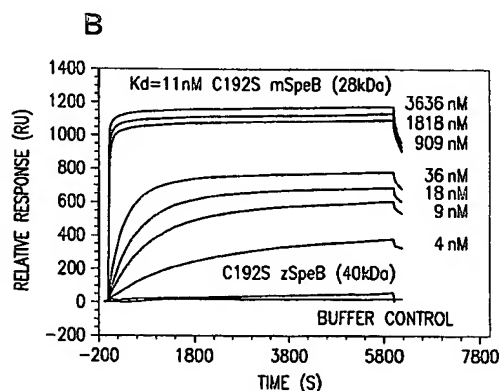 B
1400
1200
1000
800
600
400
200
0
-200
RELATIVE RESPONSE (RU)
Kd=11nM C192S mSpeB (28kDa)
3636 nM
1818 nM
909 nM
36 nM
18 nM
9 nM
4 nM
C192S zSpeB (40kDa)
BUFFER CONTROL
-200 1800 3800 5800 7800
TIME (S)